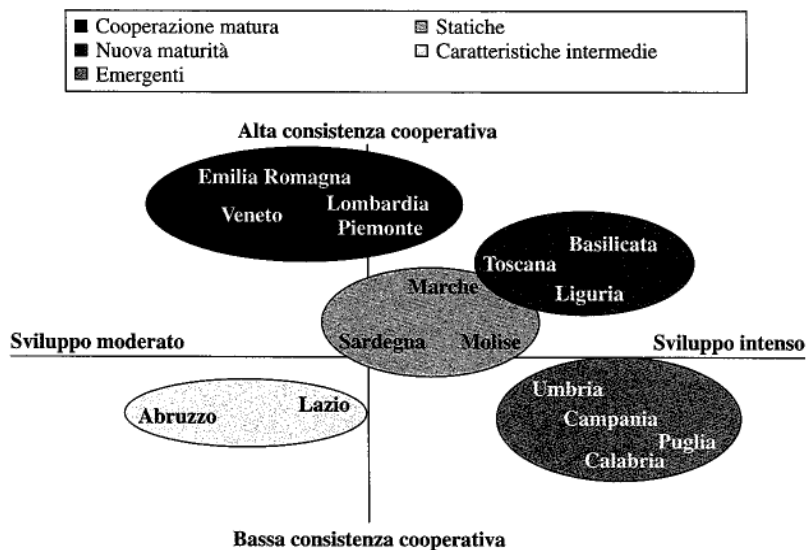 Cooperazione matura
Statiche
Nuova maturità
Caratteristiche intermedie
Emergenti
Alta consistenza cooperativa
Emilia Romagna
Veneto
Lombardia
Piemonte
Basilicata
Toscana
Liguria
Marche
Sardegna
Molise
Sviluppo moderato
Sviluppo intenso
Abruzzo
Lazio
Umbria
Campania
Puglia
Calabria
Bassa consistenza cooperativa